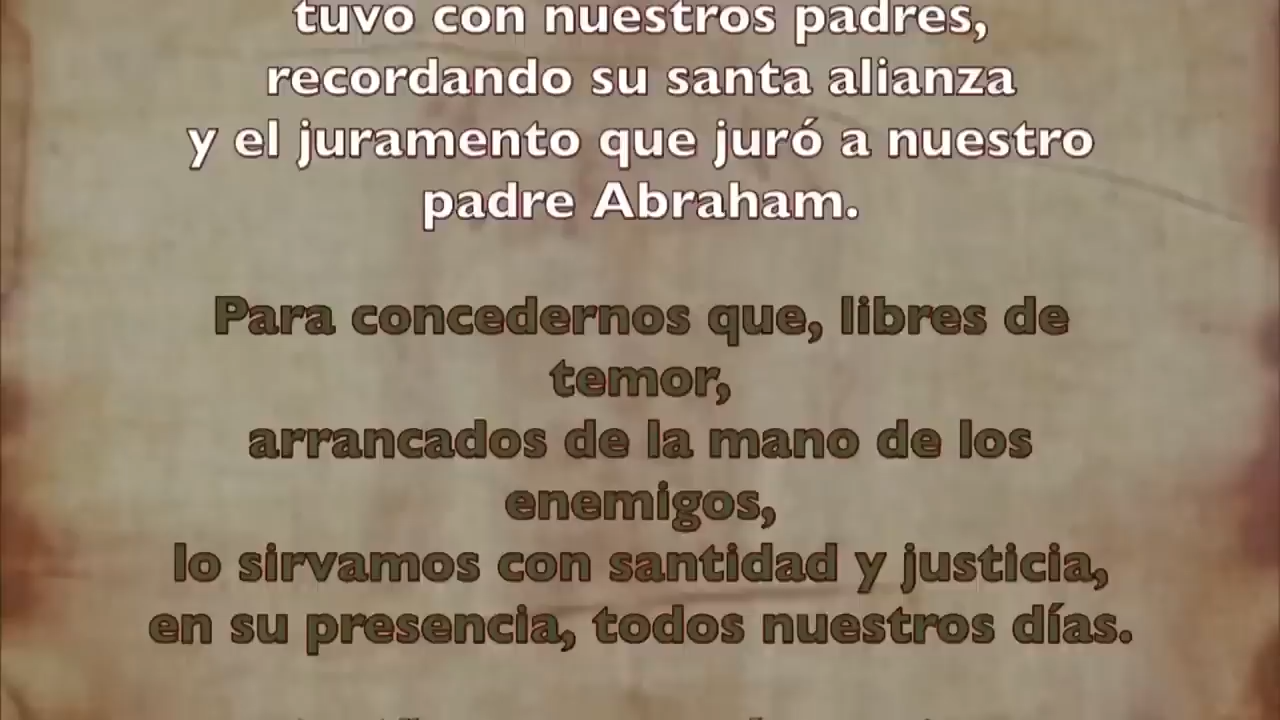 tuvo con nuestros padres,
recordando su santa alianza
y el juramento que juró a nuestro
padre Abraham.
Para concedernos que, libres de
temor,
arrancados de la mano de los
enemigos,
lo sirvamos con santidad y justicia,
en su presencia, todos nuestros días.